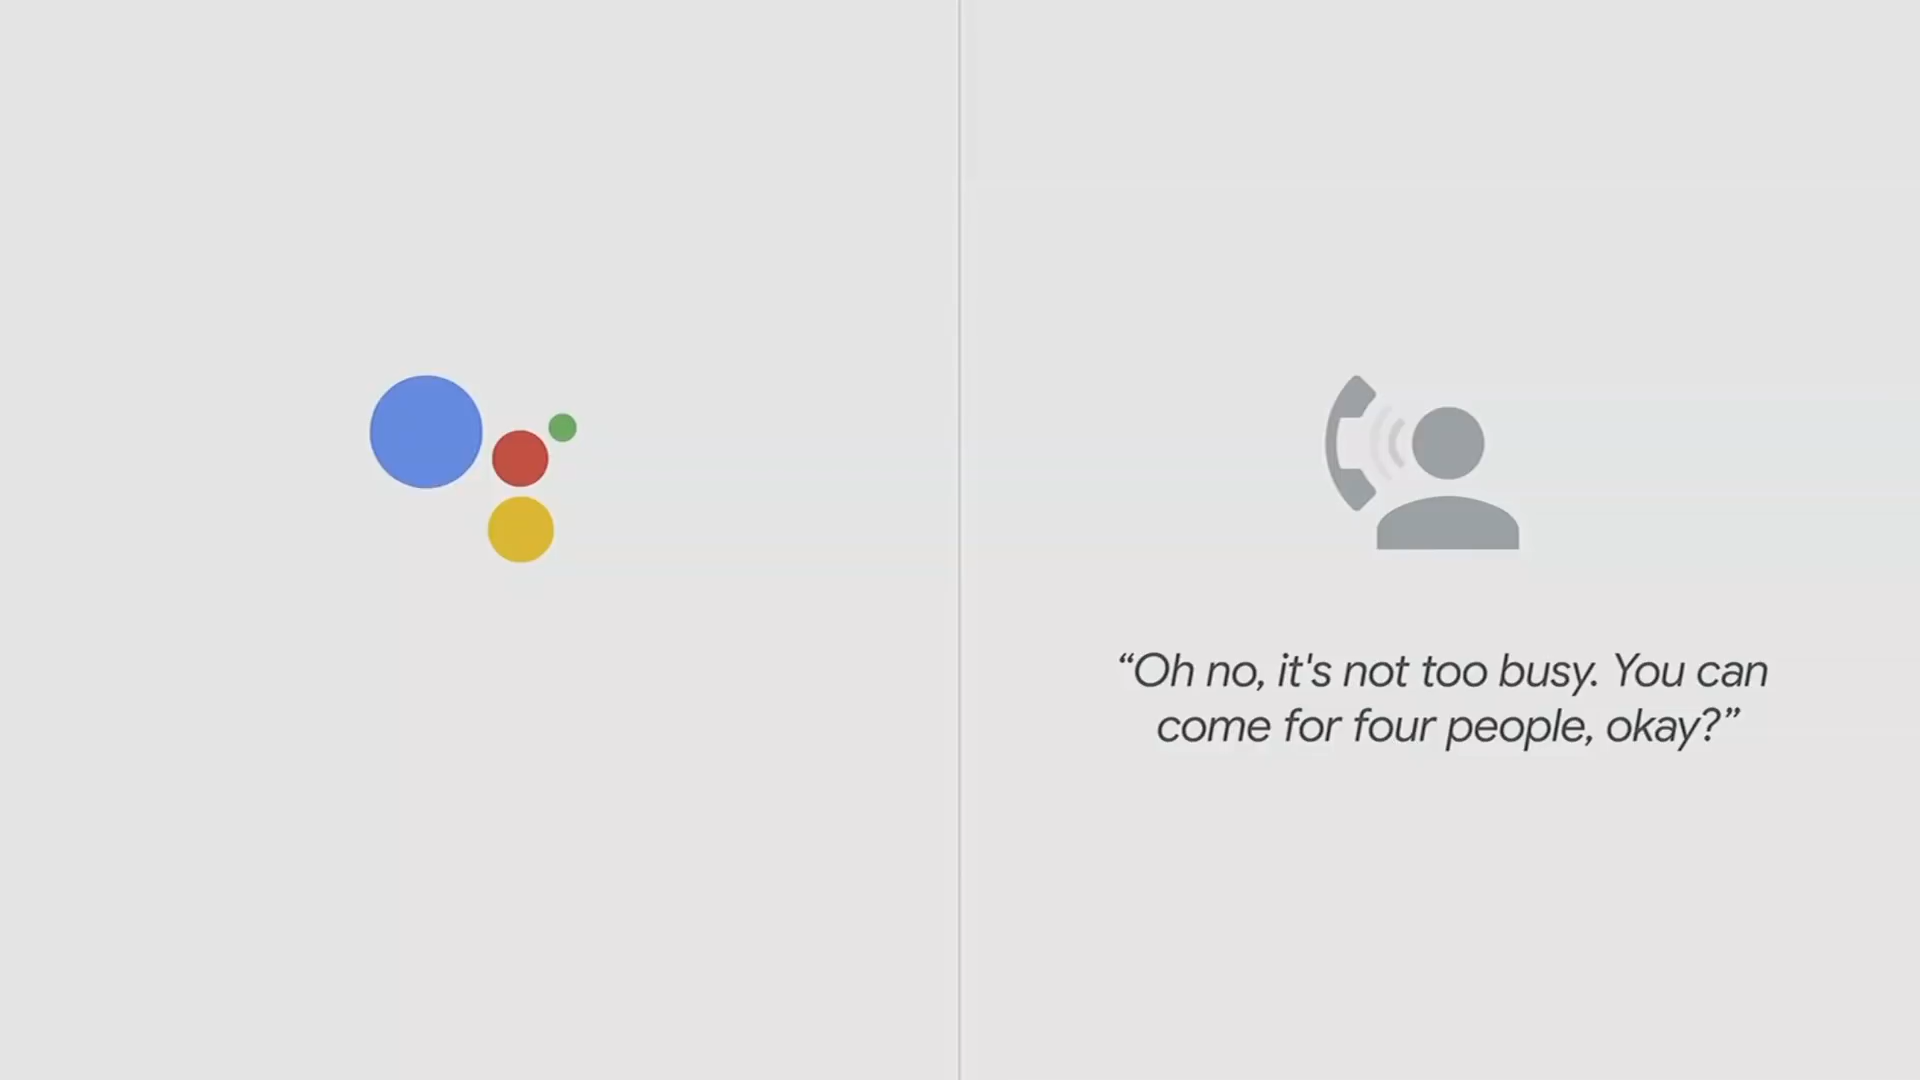 “Oh no, it's not too busy. You can
come for four people, okay?”